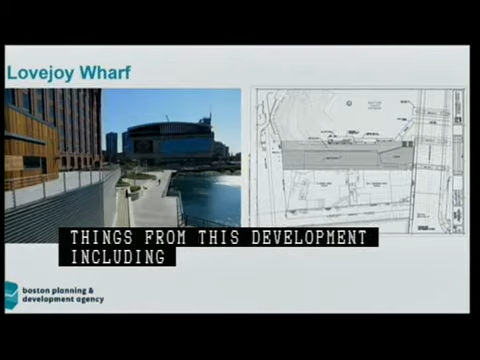 Lovejoy Wharf
THINGS FROM THIS DEVELOPMENT
INCLUDING
boston planning &
development agency